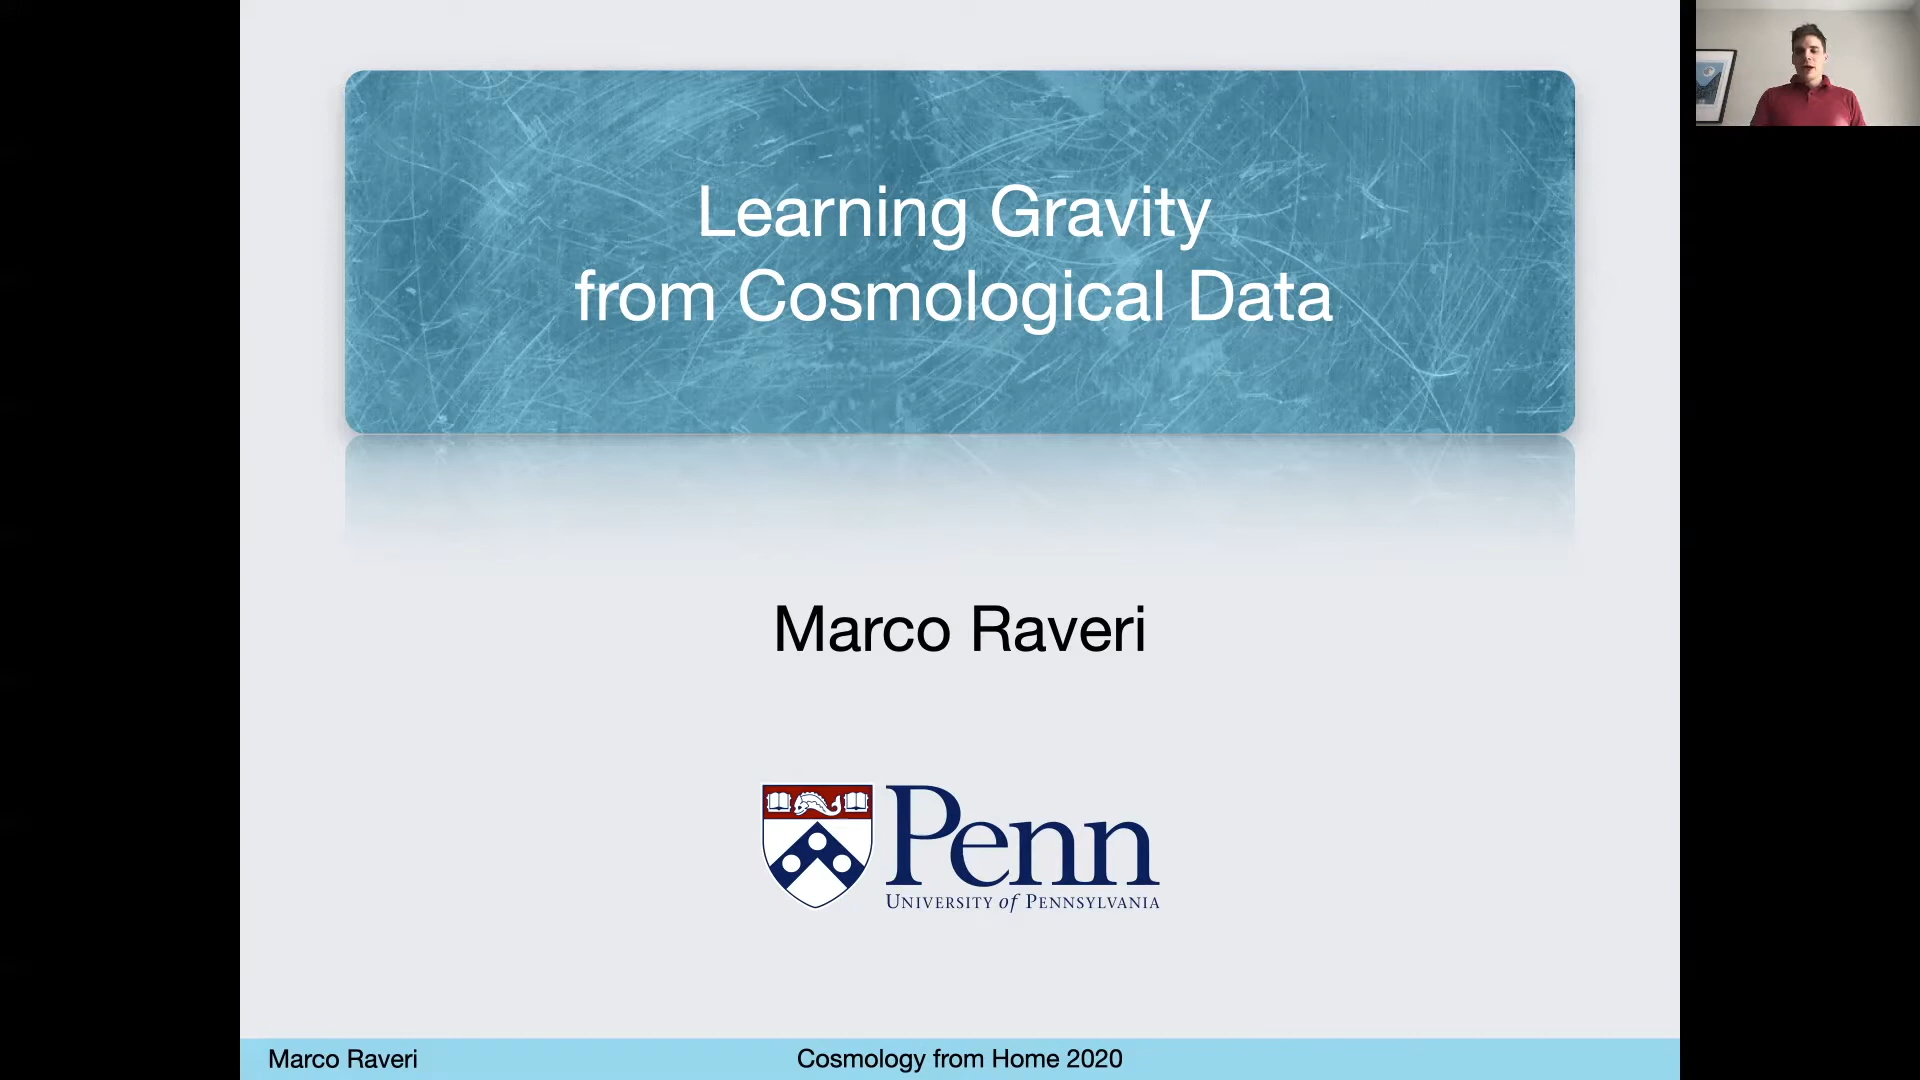 Learning Gravity
from Cosmological Data
Marco Raveri
Penn
UNIVERSITY of PENNSYLVANIA
Marco Raveri
Cosmology from Home 2020